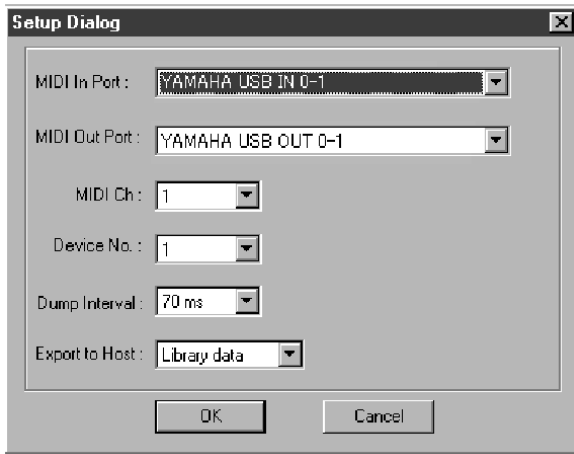 Setup Dialog
MIDI In Port : YAMAHA USB IN 0-1
MIDI Out Port : YAMAHA USB OUT 0-1
MIDI Ch : 1
Device No. : 1
Dump Interval : 70 ms
Export to Host : Library data
OK Cancel